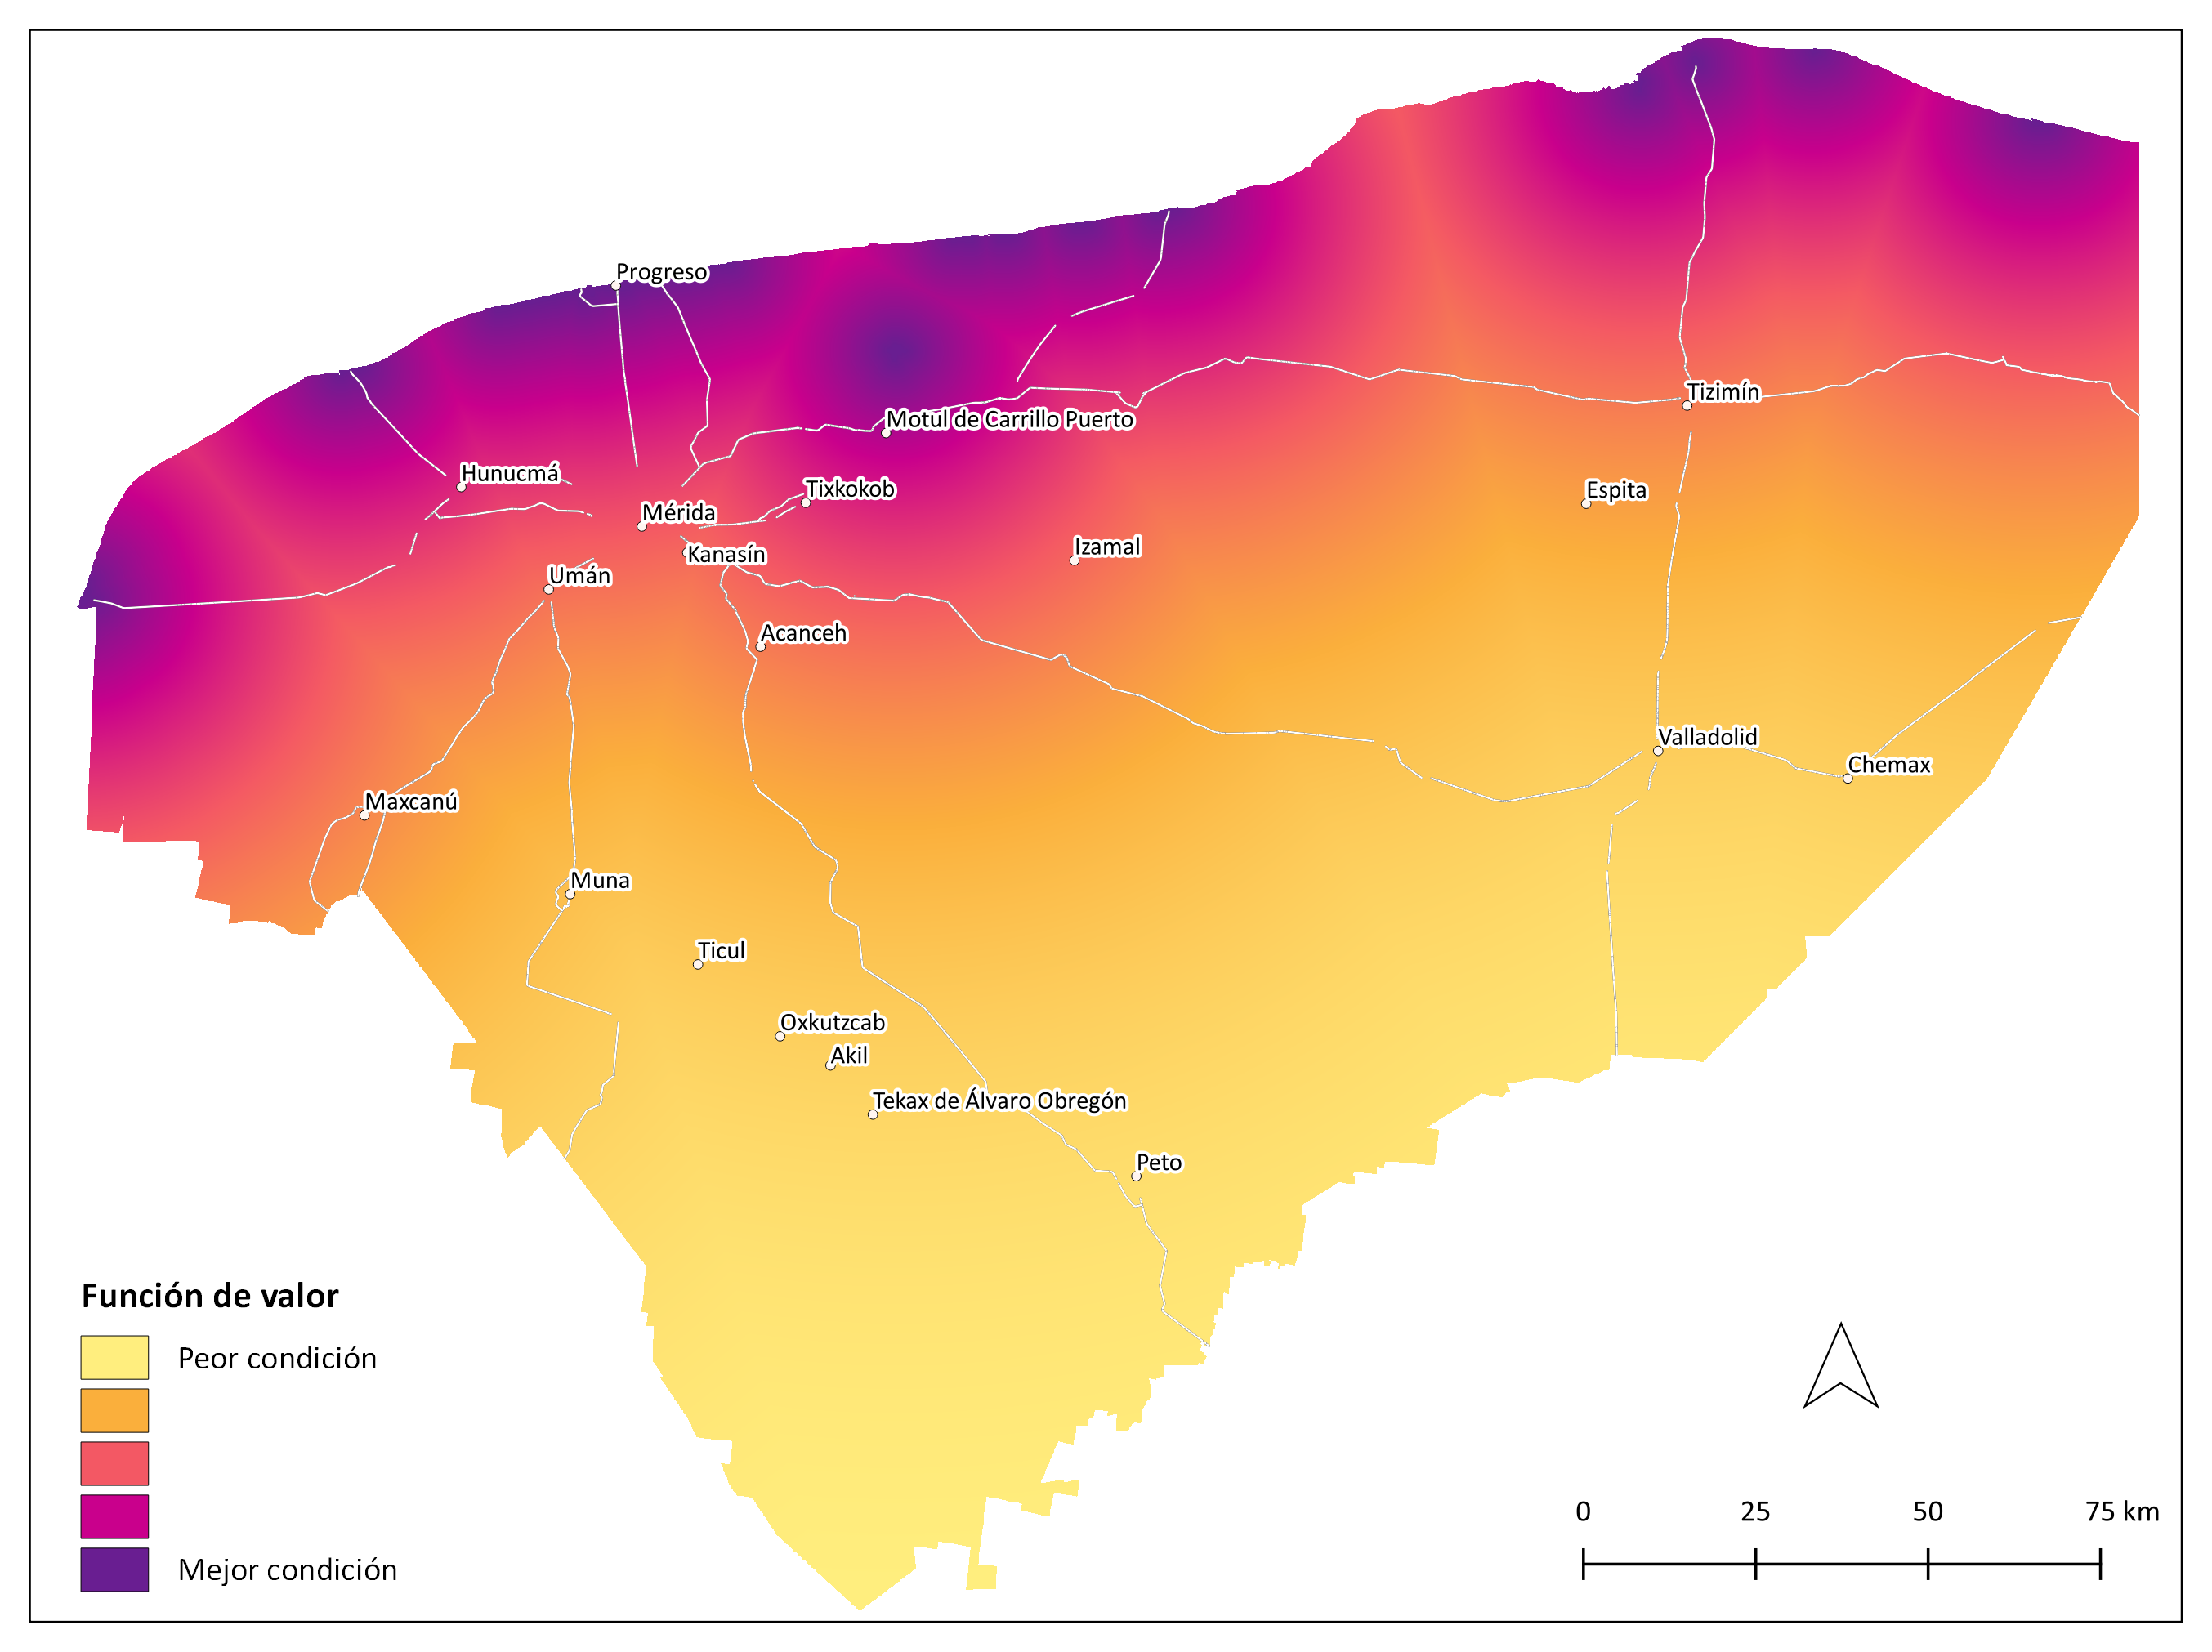 Progreso
Tizimín
Motul de Carrillo Puerto
Hunucmá
Tixkokob
Espita
Mérida
Izamal
Kanasín
Umán
Acanceh
Valladolid
Chemax
Maxcanú
Muna
Ticul
Oxkutzcab
Akil
Tekax de Álvaro Obregón
Peto
Función de valor
Peor condición
Mejor condición
0 25 50 75 km